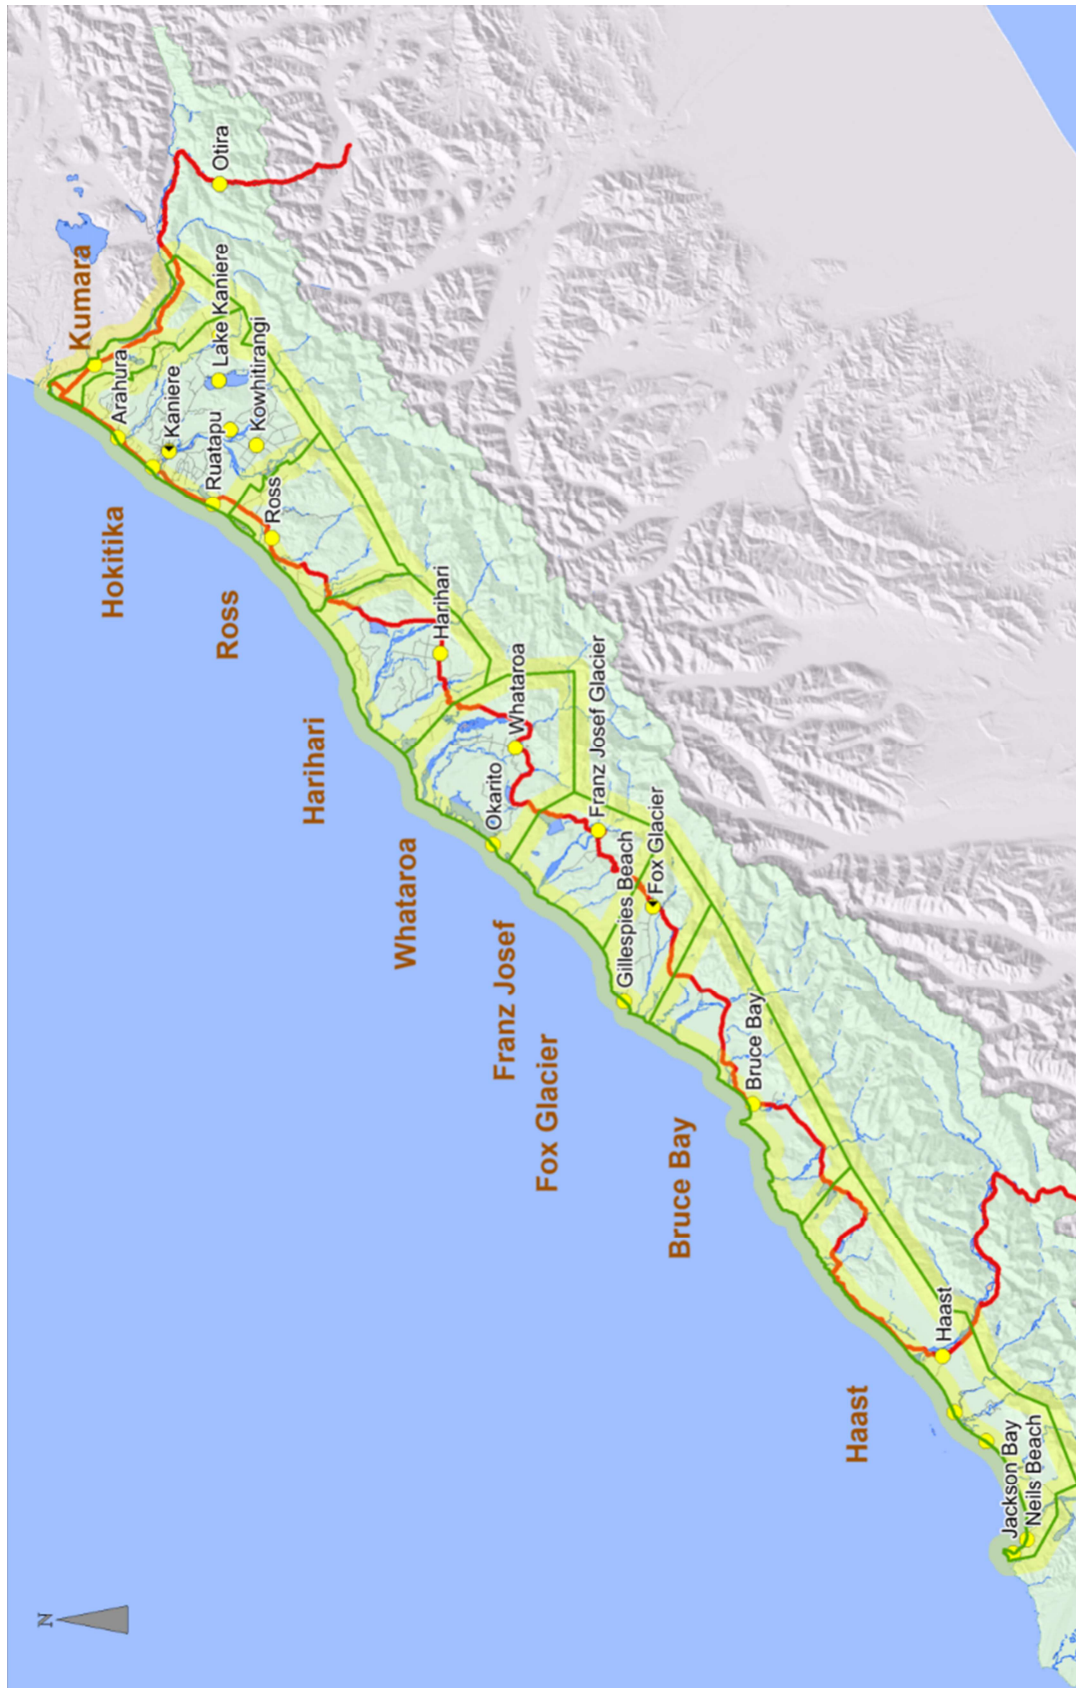 N
Kumara
Hokitika
Ross
Harihari
Whataroa
Franz Josef
Fox Glacier
Bruce Bay
Haast
Otira
Arahura
Kaniere
Lake Kaniere
Kowhitirangi
Ruatapu
Ross
Harihari
Whataroa
Okarito
Franz Josef Glacier
Fox Glacier
Gillespies Beach
Bruce Bay
Haast
Jackson Bay
Neils Beach